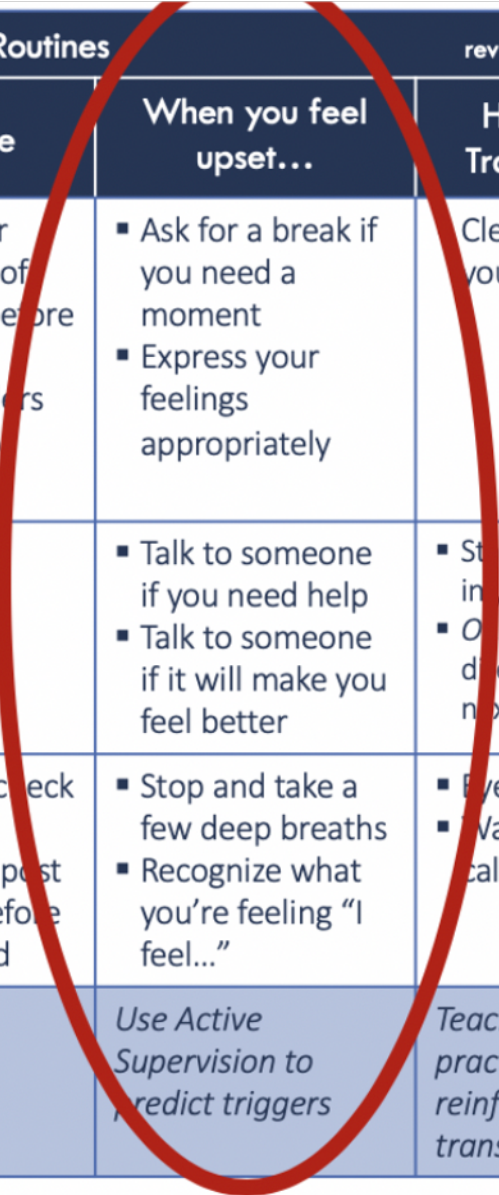 Routines
rev
of
When you feel
upset...
▪ Ask for a break if
you need a
moment
▪ Express your
feelings
appropriately
▪ Talk to someone
if you need help
▪ Talk to someone
if it will make you
feel better
▪ Stop and take a
few deep breaths
▪ Recognize what
you're feeling “I
feel...”
Use Active
Supervision to
predict triggers